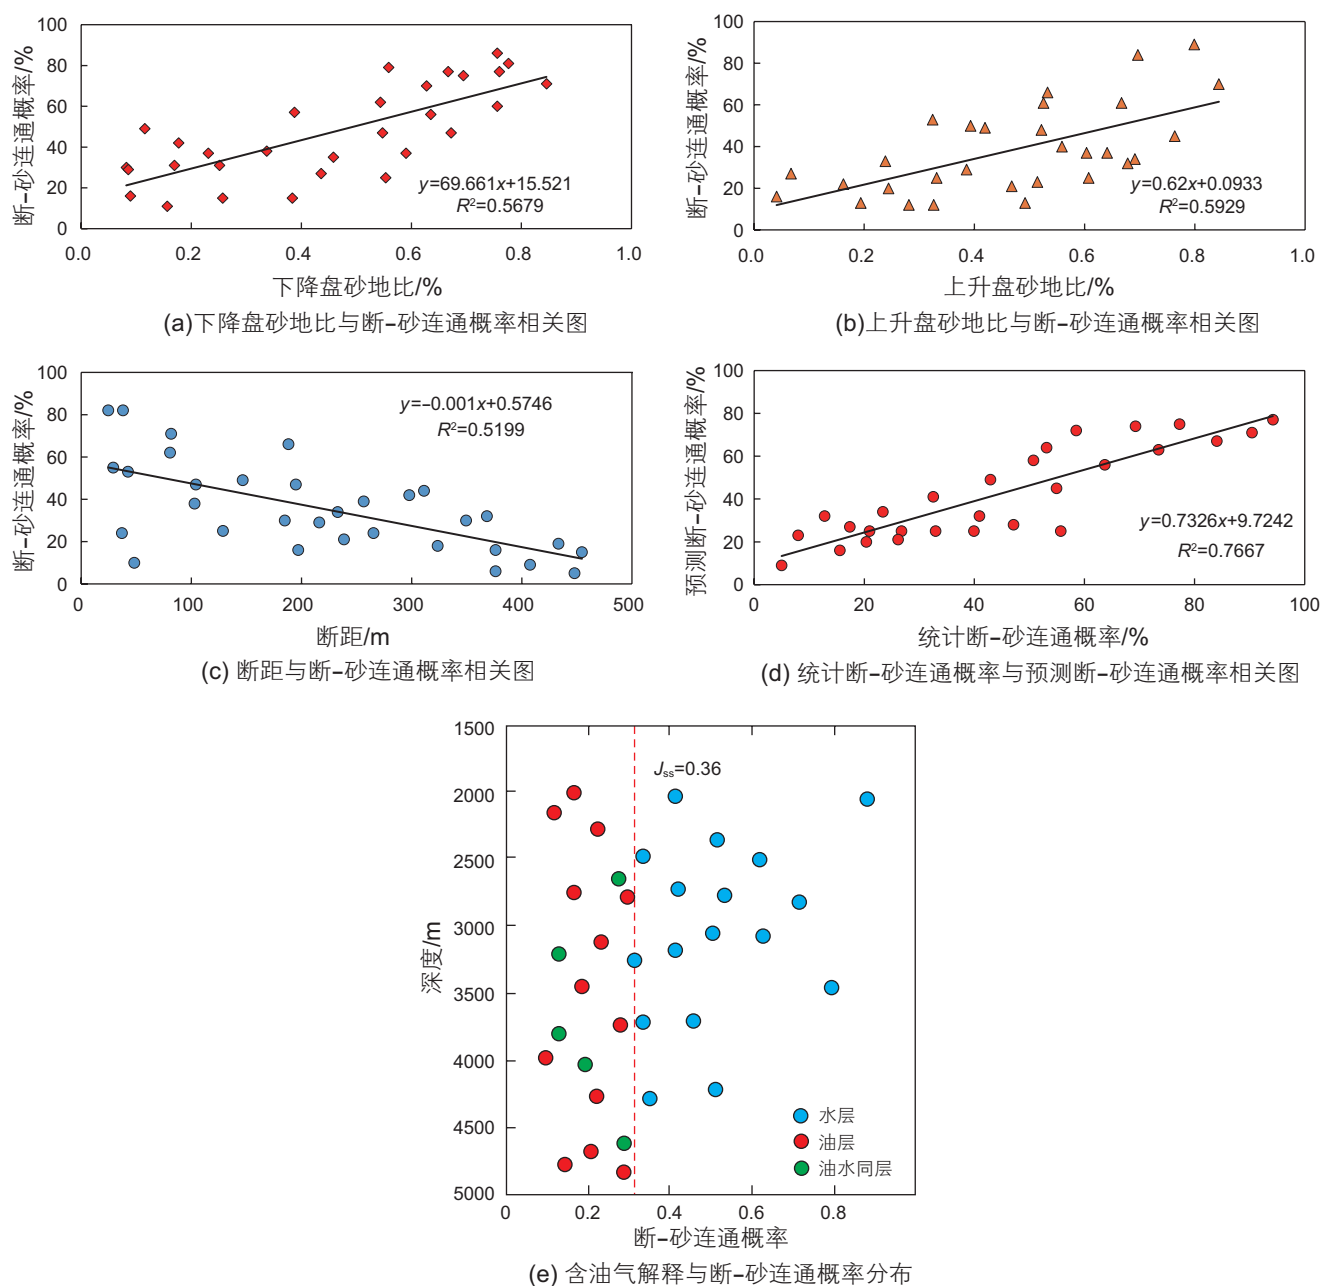 断–砂连通概率/%
100
80
60
40
20
0
y=69.661x+15.521
R²=0.5679
0.0 0.2 0.4 0.6 0.8 1.0
下降盘砂地比/%
(a)下降盘砂地比与断–砂连通概率相关图
断–砂连通概率/%
100
80
60
40
20
0
y=0.62x+0.0933
R²=0.5929
0.0 0.2 0.4 0.6 0.8 1.0
上升盘砂地比/%
(b)上升盘砂地比与断–砂连通概率相关图
断–砂连通概率/%
100
80
60
40
20
0
y=–0.001x+0.5746
R²=0.5199
0 100 200 300 400 500
断距/m
(c) 断距与断–砂连通概率相关图
预测断–砂连通概率/%
100
80
60
40
20
0
y=0.7326x+9.7242
R²=0.7667
0 20 40 60 80 100
统计断–砂连通概率/%
(d) 统计断–砂连通概率与预测断–砂连通概率相关图
深度/m
1500
2000
2500
3000
3500
4000
4500
5000
Jss=0.36
水层
油层
油水同层
0 0.2 0.4 0.6 0.8
断–砂连通概率
(e) 含油气解释与断–砂连通概率分布